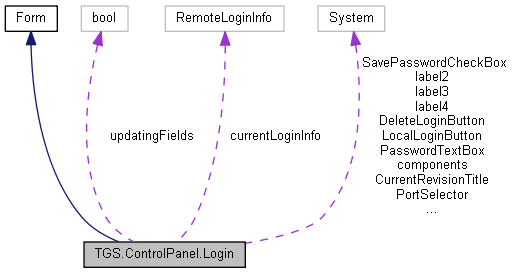 Form
bool
RemoteLoginInfo
System
SavePasswordCheckBox
label2
label3
label4
DeleteLoginButton
LocalLoginButton
PasswordTextBox
components
CurrentRevisionTitle
PortSelector
...
updatingFields
currentLoginInfo
TGS.ControlPanel.Login